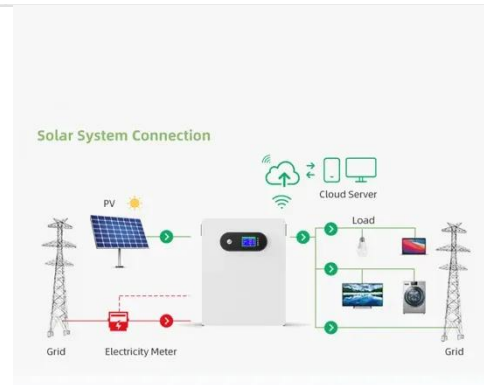 Solar System Connection
Cloud Server
PV
Load
Grid
Electricity Meter
Grid